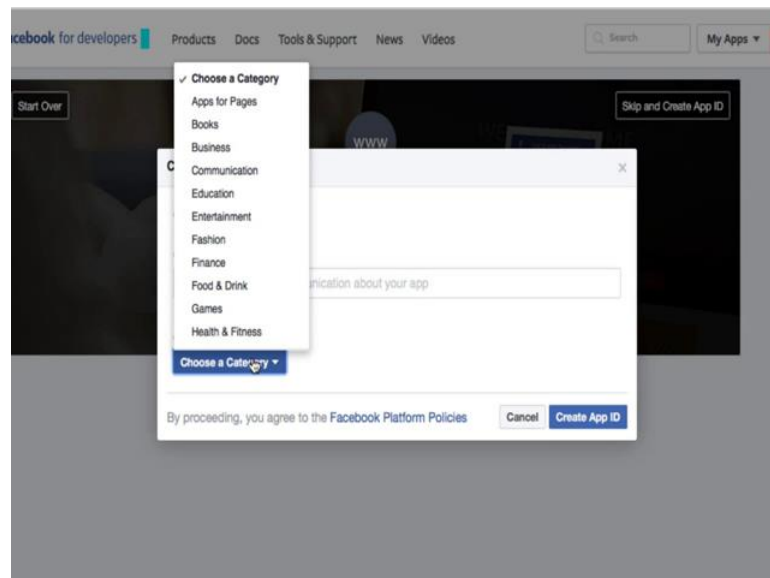 acebook for developers Products Docs Tools & Support News Videos Search My Apps
Start Over Skip and Create App ID
www
✓ Choose a Category
Apps for Pages
Books
Business
Communication
Education
Entertainment
Fashion
Finance
Food & Drink
Games
Health & Fitness
C x
nication about your app
Choose a Category
By proceeding, you agree to the Facebook Platform Policies Cancel Create App ID